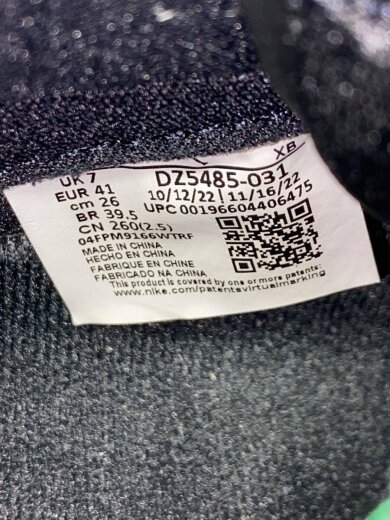 XB
UK 7
EUR 41
cm 26
BR 39.5
CN 260(2.5)
04FPM9166WTRF
MADE IN CHINA
HECHO EN CHINA
FABRIQUE EN CHINE
FABRICADO NA CHINA
DZ5485-031
10/12/22 | 11/16/22
UPC 00196604406475
This product is covered by one or more patents:
www.nike.com/patentsvirtualmarking